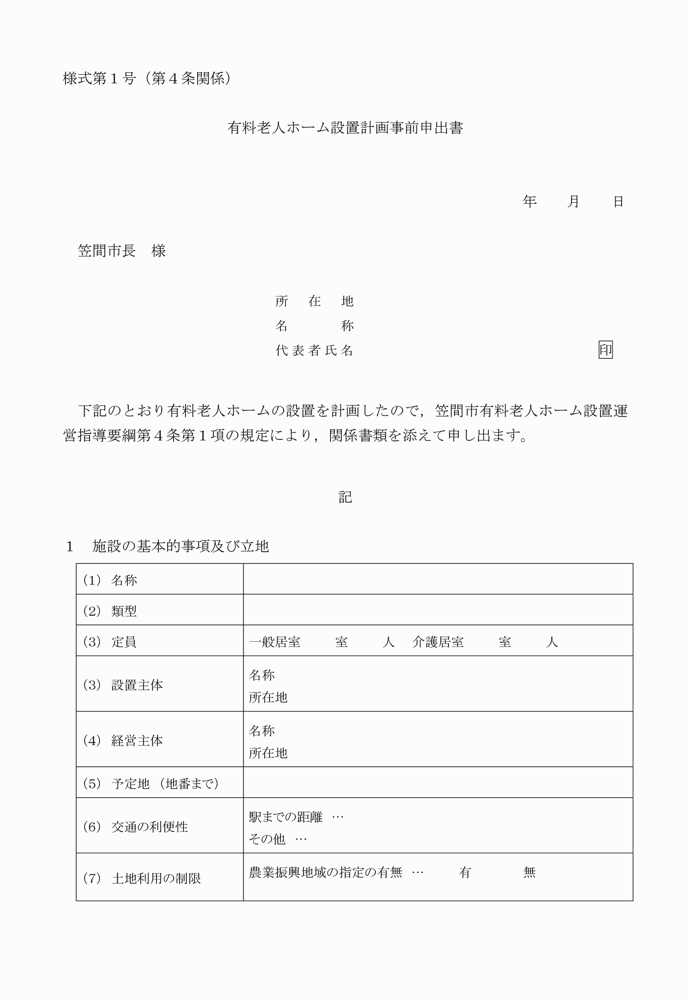 様式第１号（第４条関係）
有料老人ホーム設置計画事前申出書
年　　月　　日
笠間市長　様
所在地
名称
代表者氏名　印
下記のとおり有料老人ホームの設置を計画したので，笠間市有料老人ホーム設置運
営指導要綱第４条第１項の規定により，関係書類を添えて申し出ます。
記
１　施設の基本的事項及び立地
（1） 名称
（2） 類型
（3） 定員　一般居室　　室　　人　介護居室　　室　　人
（3） 設置主体
名称
所在地
（4） 経営主体
名称
所在地
（5） 予定地 （地番まで）
（6） 交通の利便性
駅までの距離 …
その他 …
（7） 土地利用の制限
農業振興地域の指定の有無 …　　有　　　無